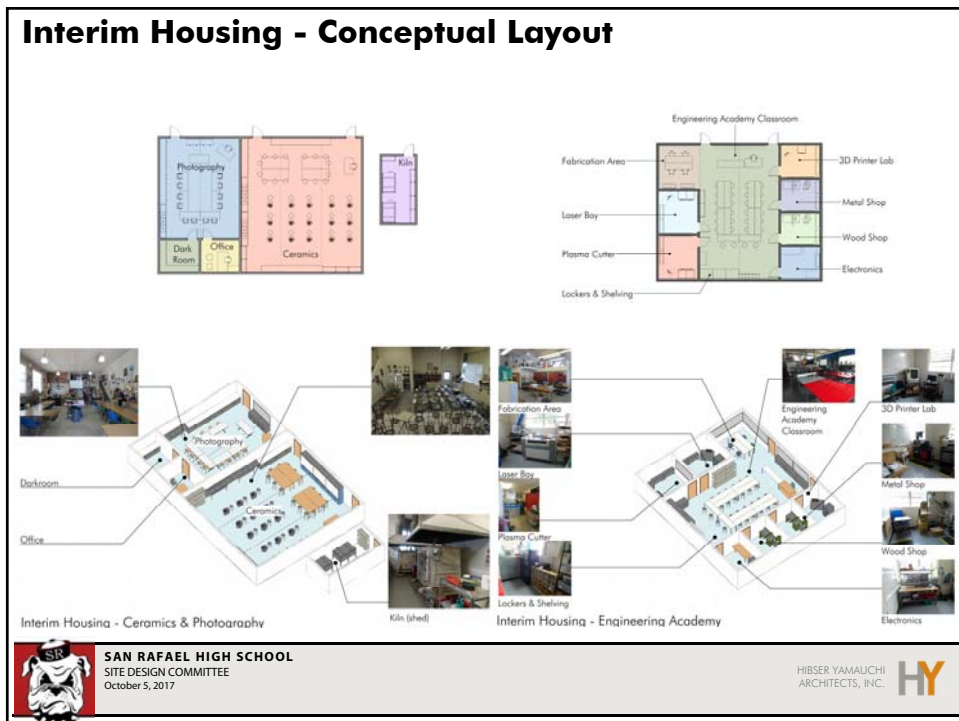 Interim Housing - Conceptual Layout
Photography
Kiln
Dark
Room
Office
Ceramics
Engineering Academy Classroom
Fabrication Area
3D Printer Lab
Laser Bay
Metal Shop
Wood Shop
Plasma Cutter
Electronics
Lockers & Shelving
Photography
Darkroom
Ceramics
Office
Kiln (shed)
Interim Housing - Ceramics & Photography
Fabrication Area
Engineering
Academy
Classroom
3D Printer Lab
Laser Bay
Metal Shop
Plasma Cutter
Wood Shop
Lockers & Shelving
Electronics
Interim Housing - Engineering Academy
SR
SAN RAFAEL HIGH SCHOOL
SITE DESIGN COMMITTEE
October 5, 2017
HIBSER YAMAUCHI
ARCHITECTS, INC.
HY